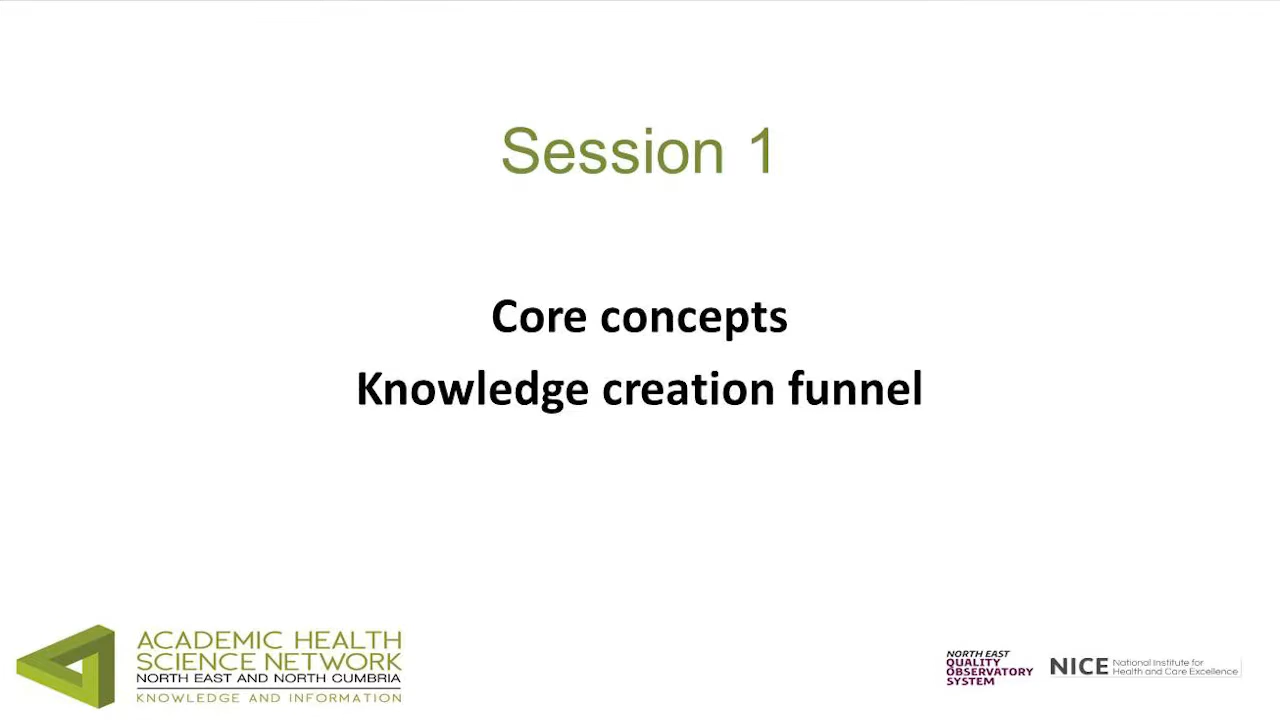 Session 1
Core concepts
Knowledge creation funnel
ACADEMIC HEALTH
SCIENCE NETWORK
NORTH EAST AND NORTH CUMBRIA
KNOWLEDGE AND INFORMATION
NORTH EAST
QUALITY
OBSERVATORY
SYSTEM
NICE National Institute for
Health and Care Excellence